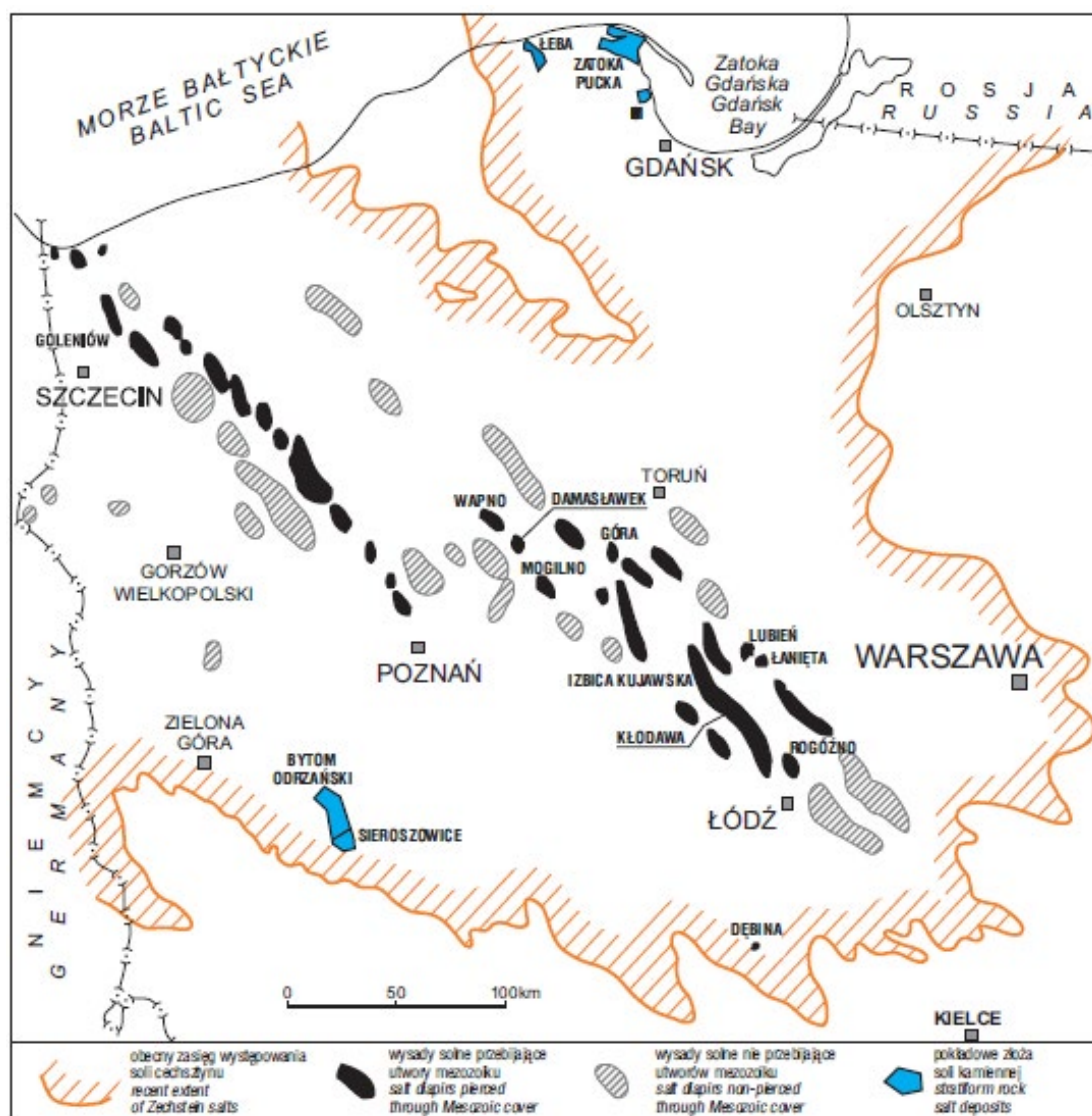 MORZE BAŁTYCKIE
BALTIC SEA
ŁEBA
ZATOKA
PUCKA
Zatoka
Gdańska
Gdańsk
Bay
ROSJA
RUSSIA
GDAŃSK
OLSZTYN
GOLENIÓW
SZCZECIN
TORUŃ
WAPNO
DAMASŁAWEK
GÓRA
MOGILNO
GORZÓW
WIELKOPOLSKI
LUBIEŃ
ŁANIĘTA
WARSZAWA
POZNAŃ
IZBICA KUJAWSKA
KŁODAWA
ROGÓŹNO
ZIELONA
GÓRA
BYTOM
ODRZAŃSKI
SIEROSZOWICE
ŁÓDŹ
NIEMCY
GERMANY
DĘBINA
0 50 100km
KIELCE
obecny zasięg występowania
soli cechsztynu
recent extent
of Zechstein salts
wysady solne przebijające
utwory mezozoiku
salt diapirs pierced
through Mesozoic cover
wysady solne nie przebijające
utworów mezozoiku
salt diapirs non-pierced
through Mesozoic cover
pokładowe złoża
soli kamiennej
stratiform rock
salt deposits